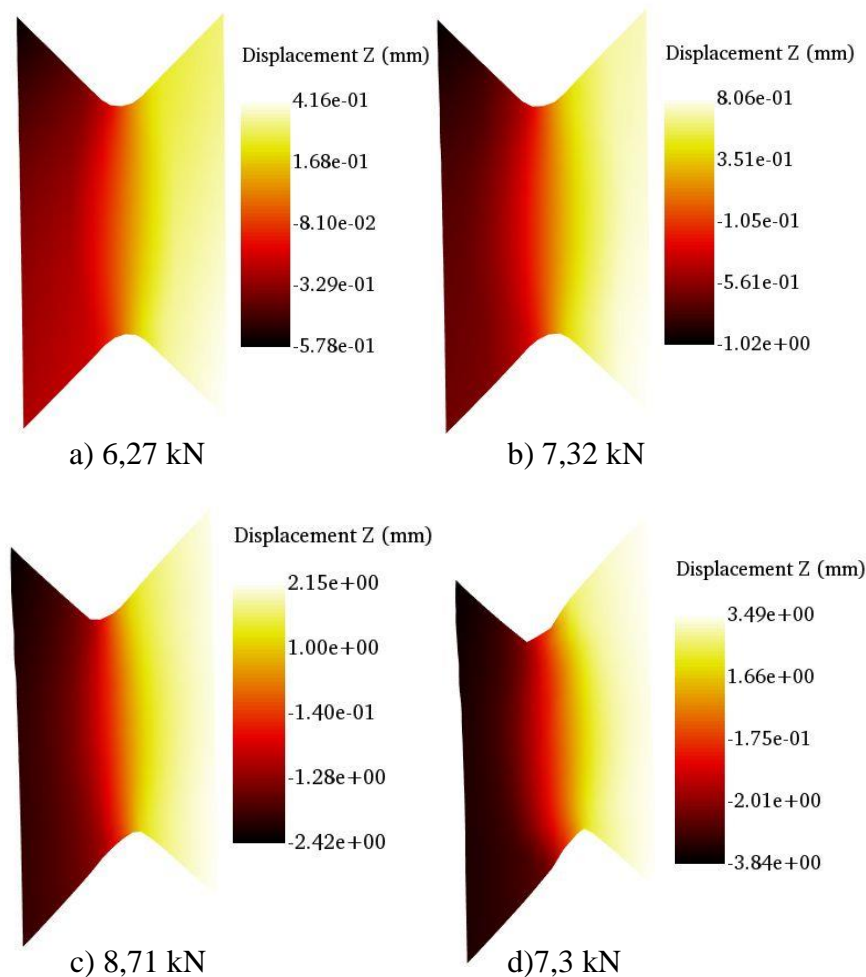 Displacement Z (mm)
4.16e-01
1.68e-01
-8.10e-02
-3.29e-01
-5.78e-01
a) 6,27 kN
Displacement Z (mm)
8.06e-01
3.51e-01
-1.05e-01
-5.61e-01
-1.02e+00
b) 7,32 kN
Displacement Z (mm)
2.15e+00
1.00e+00
-1.40e-01
-1.28e+00
-2.42e+00
c) 8,71 kN
Displacement Z (mm)
3.49e+00
1.66e+00
-1.75e-01
-2.01e+00
-3.84e+00
d)7,3 kN